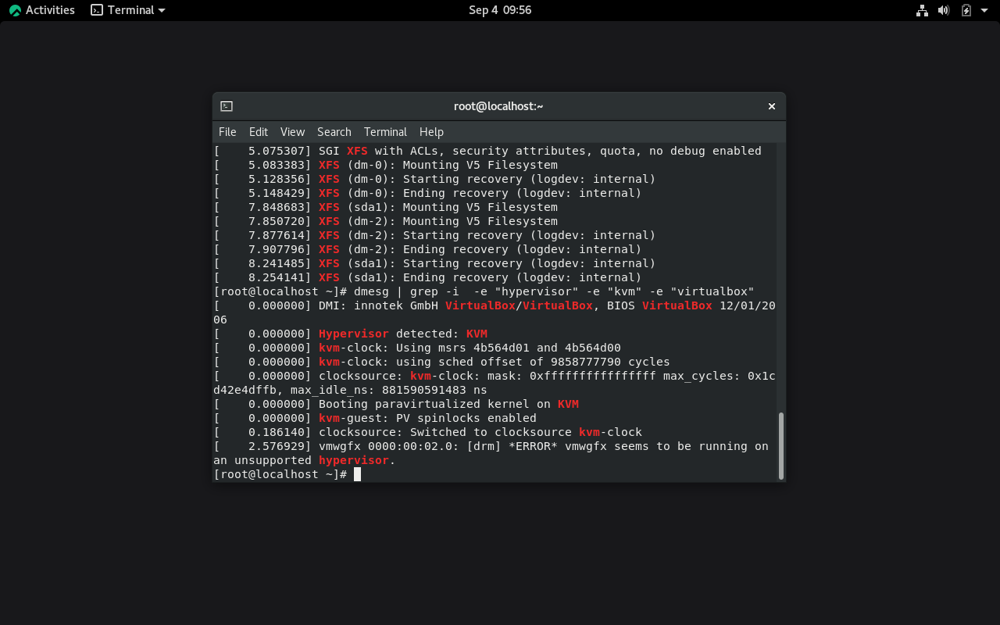 Activities Terminal Sep 4 09:56
root@localhost:~
File Edit View Search Terminal Help
[    5.075307] SGI XFS with ACLs, security attributes, quota, no debug enabled
[    5.083383] XFS (dm-0): Mounting V5 Filesystem
[    5.128356] XFS (dm-0): Starting recovery (logdev: internal)
[    5.148429] XFS (dm-0): Ending recovery (logdev: internal)
[    7.848683] XFS (sda1): Mounting V5 Filesystem
[    7.850720] XFS (dm-2): Mounting V5 Filesystem
[    7.877614] XFS (dm-2): Starting recovery (logdev: internal)
[    7.907796] XFS (dm-2): Ending recovery (logdev: internal)
[    8.241485] XFS (sda1): Starting recovery (logdev: internal)
[    8.254141] XFS (sda1): Ending recovery (logdev: internal)
[root@localhost ~]# dmesg | grep -i  -e "hypervisor" -e "kvm" -e "virtualbox"
[    0.000000] DMI: innotek GmbH VirtualBox/VirtualBox, BIOS VirtualBox 12/01/20
06
[    0.000000] Hypervisor detected: KVM
[    0.000000] kvm-clock: Using msrs 4b564d01 and 4b564d00
[    0.000000] kvm-clock: using sched offset of 9858777790 cycles
[    0.000000] clocksource: kvm-clock: mask: 0xffffffffffffffff max_cycles: 0x1c
d42e4dffb, max_idle_ns: 881590591483 ns
[    0.000000] Booting paravirtualized kernel on KVM
[    0.000000] kvm-guest: PV spinlocks enabled
[    0.186140] clocksource: Switched to clocksource kvm-clock
[    2.576929] vmwgfx 0000:00:02.0: [drm] *ERROR* vmwgfx seems to be running on
an unsupported hypervisor.
[root@localhost ~]#